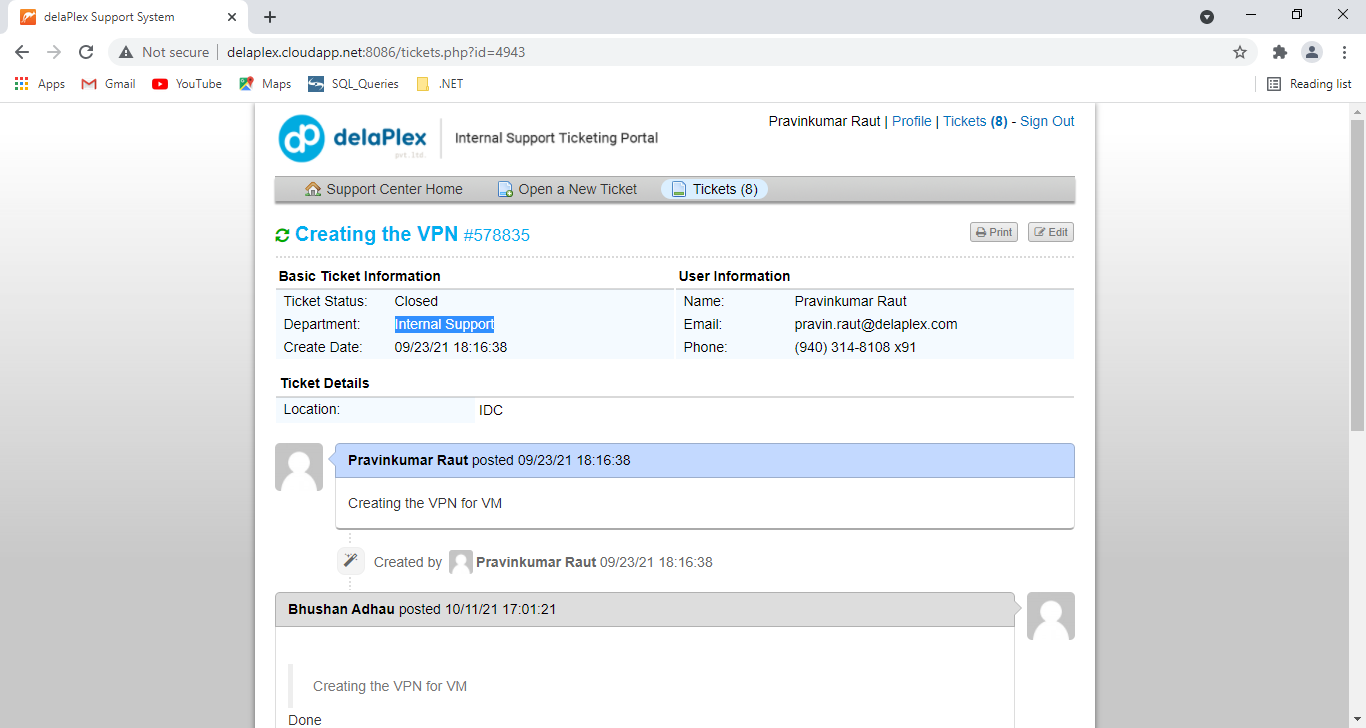 delaPlex Support System
Not secure
delaplex.cloudapp.net:8086/tickets.php?id=4943
Apps
Gmail
YouTube
Maps
SQL_Queries
.NET
Reading list
dp delaPlex
pvt. ltd.
Internal Support Ticketing Portal
Pravinkumar Raut | Profile | Tickets (8) - Sign Out
Support Center Home
Open a New Ticket
Tickets (8)
Creating the VPN #578835
Print
Edit
Basic Ticket Information
Ticket Status: Closed
Department: Internal Support
Create Date: 09/23/21 18:16:38
User Information
Name: Pravinkumar Raut
Email: pravin.raut@delaplex.com
Phone: (940) 314-8108 x91
Ticket Details
Location: IDC
Pravinkumar Raut posted 09/23/21 18:16:38
Creating the VPN for VM
Created by Pravinkumar Raut 09/23/21 18:16:38
Bhushan Adhau posted 10/11/21 17:01:21
Creating the VPN for VM
Done